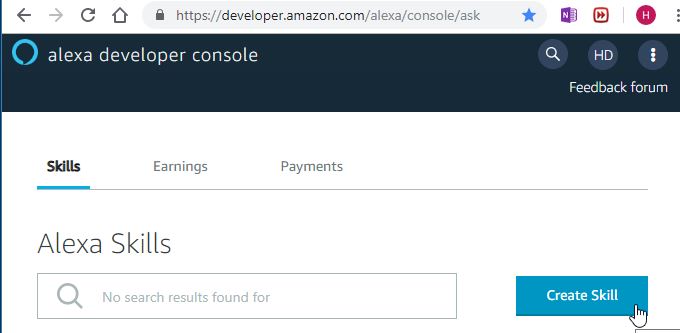 https://developer.amazon.com/alexa/console/ask
N
H
alexa developer console
HD
Feedback forum
Skills Earnings Payments
Alexa Skills
No search results found for
Create Skill